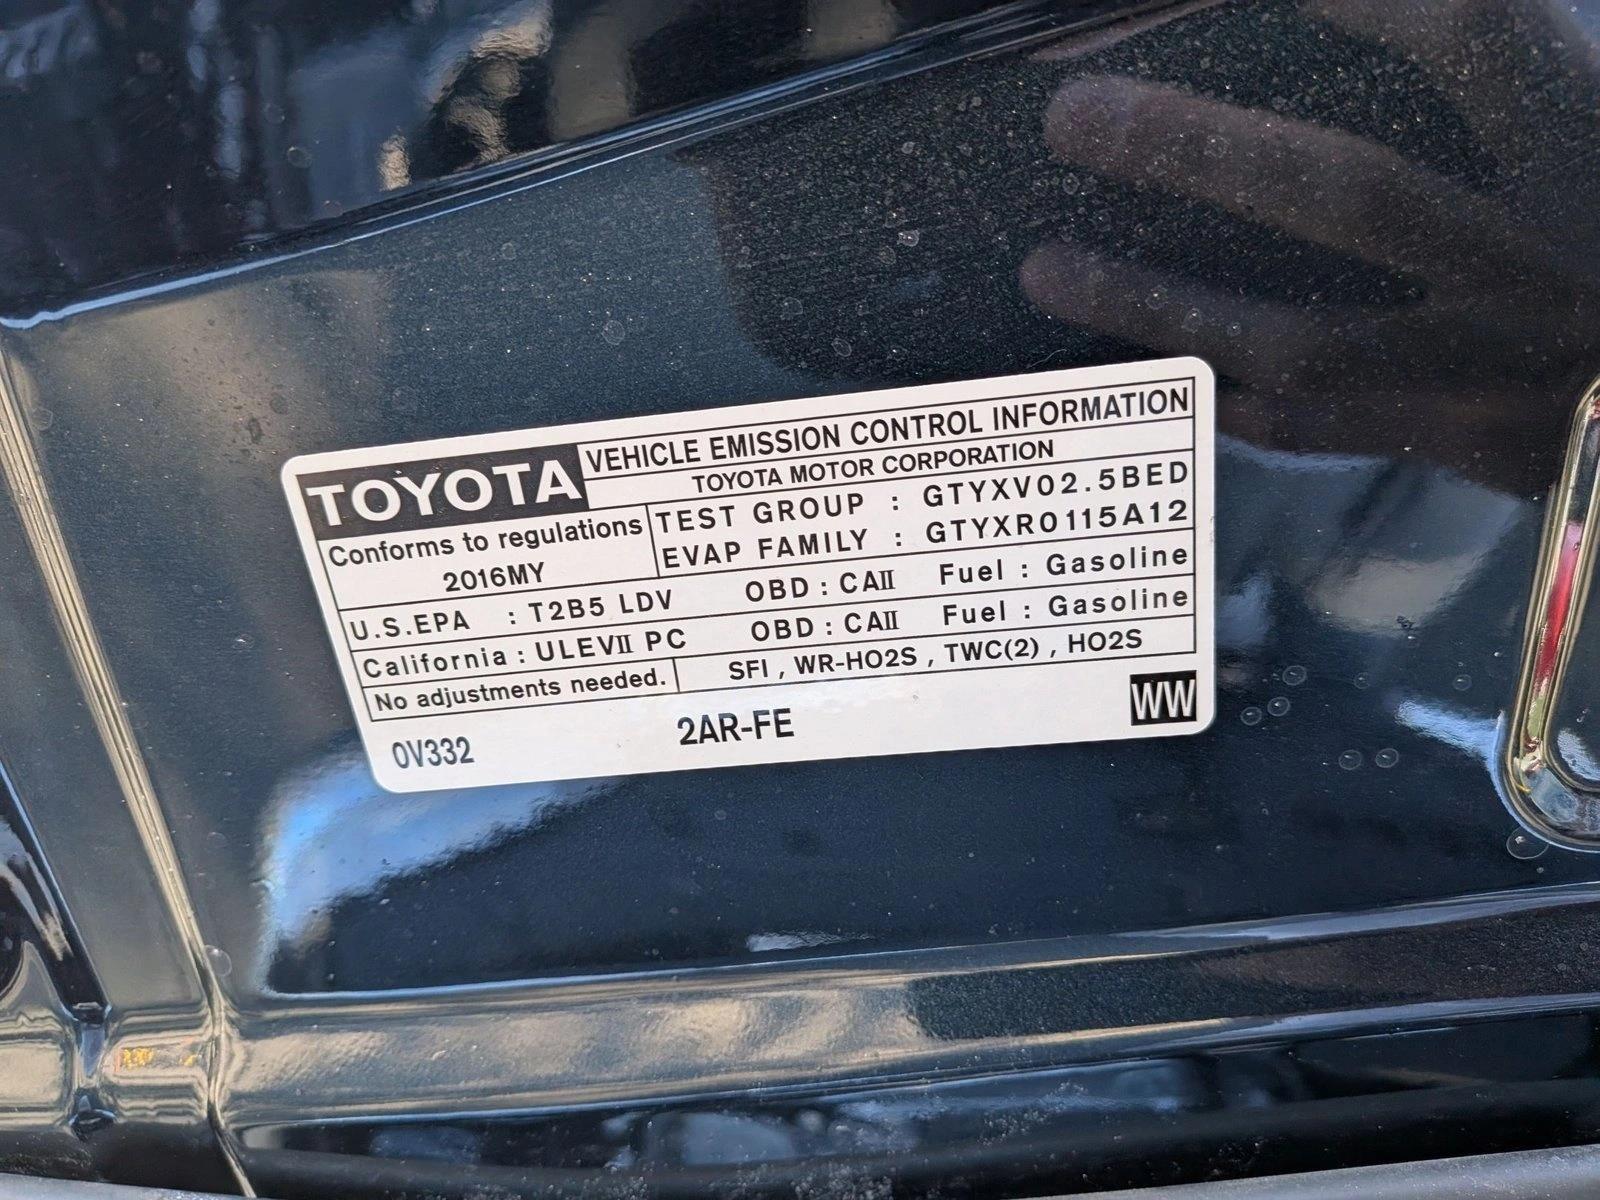 TOYOTA
VEHICLE EMISSION CONTROL INFORMATION
TOYOTA MOTOR CORPORATION
Conforms to regulations
2016MY
TEST GROUP : GTYXV02.5BED
EVAP FAMILY : GTYXR0115A12
U.S.EPA : T2B5 LDV OBD : CAⅡ Fuel : Gasoline
California : ULEVⅡ PC OBD : CAⅡ Fuel : Gasoline
No adjustments needed. SFI , WR-HO2S , TWC(2) , HO2S
0V332 2AR-FE WW